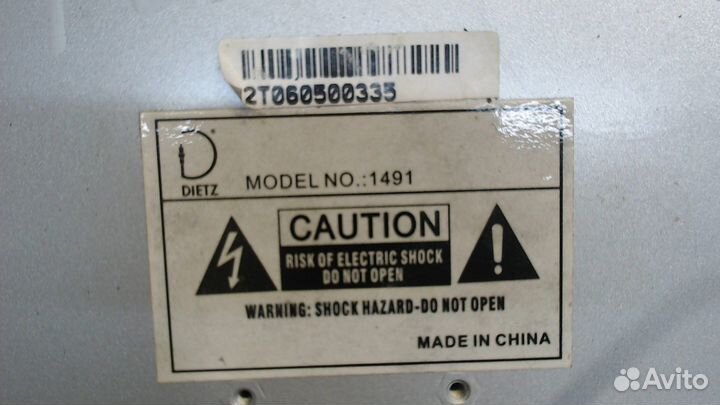 2T060500335
DIETZ
MODEL NO.:1491
CAUTION
RISK OF ELECTRIC SHOCK
DO NOT OPEN
WARNING: SHOCK HAZARD-DO NOT OPEN
MADE IN CHINA
Avito